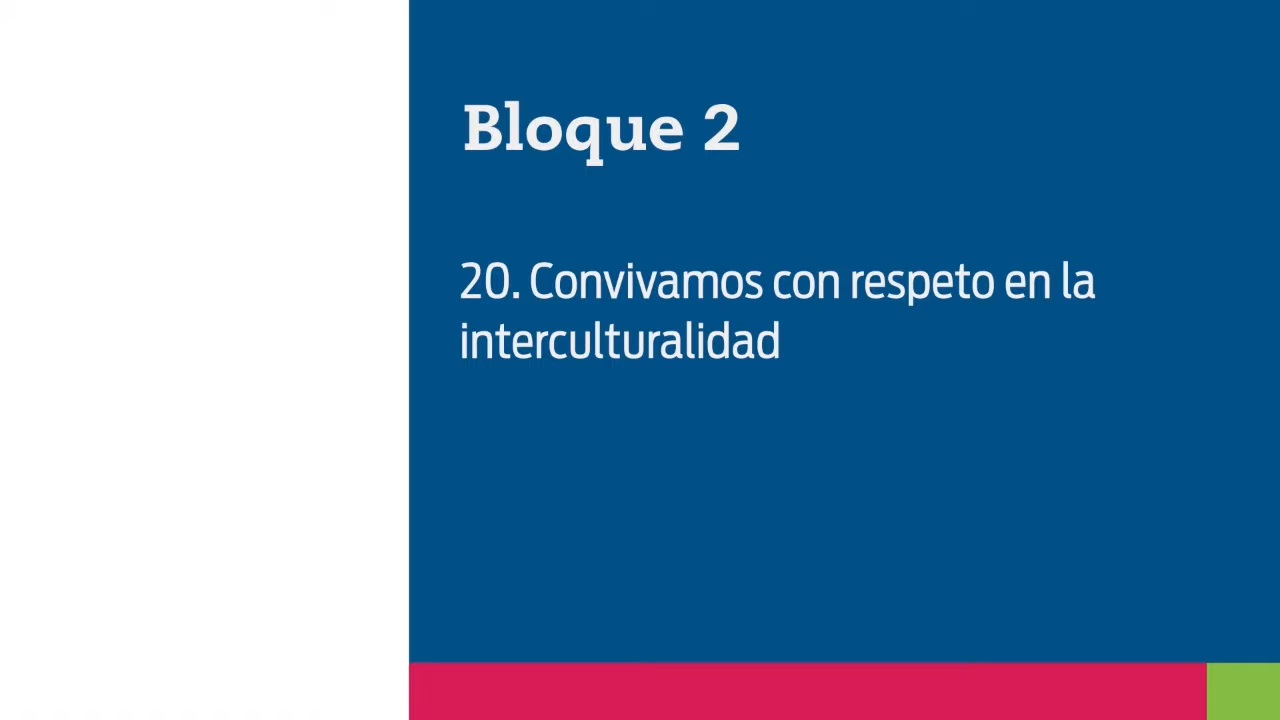 Bloque 2
20. Convivamos con respeto en la
interculturalidad